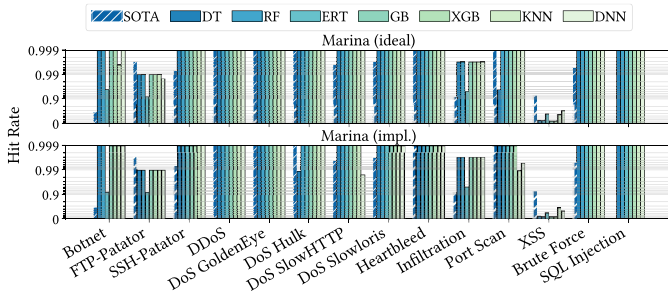 SOTA DT RF ERT GB XGB KNN DNN
Marina (ideal)
0.999
0.99
0.9
0
Marina (impl.)
0.999
0.99
0.9
0
Hit Rate
Botnet
FTP-Patator
SSH-Patator
DDoS
DoS GoldenEye
DoS Hulk
DoS SlowHTTP
DoS Slowloris
Heartbleed
Infiltration
Port Scan
XSS
Brute Force
SQL Injection